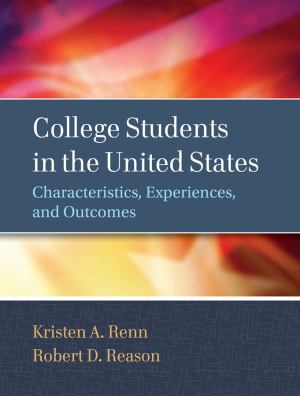 College Students
in the United States
Characteristics, Experiences,
and Outcomes
Kristen A. Renn
Robert D. Reason